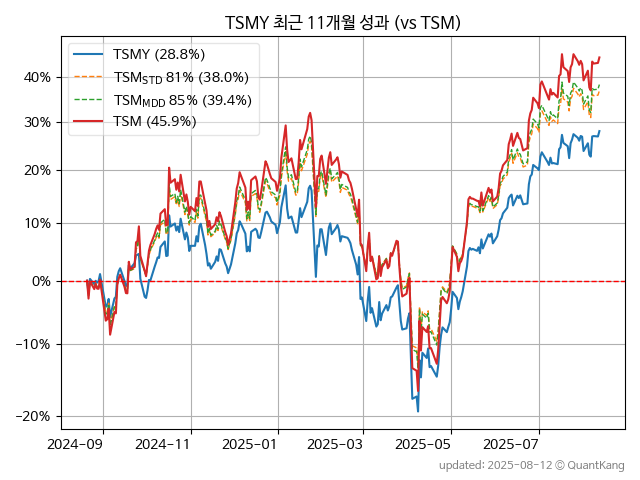 TSMY 최근 11개월 성과 (vs TSM)
TSMY (28.8%)
TSM_STD 81% (38.0%)
TSM_MDD 85% (39.4%)
TSM (45.9%)
40%
30%
20%
10%
0%
−10%
−20%
2024-09 2024-11 2025-01 2025-03 2025-05 2025-07
updated: 2025-08-12 © QuantKang